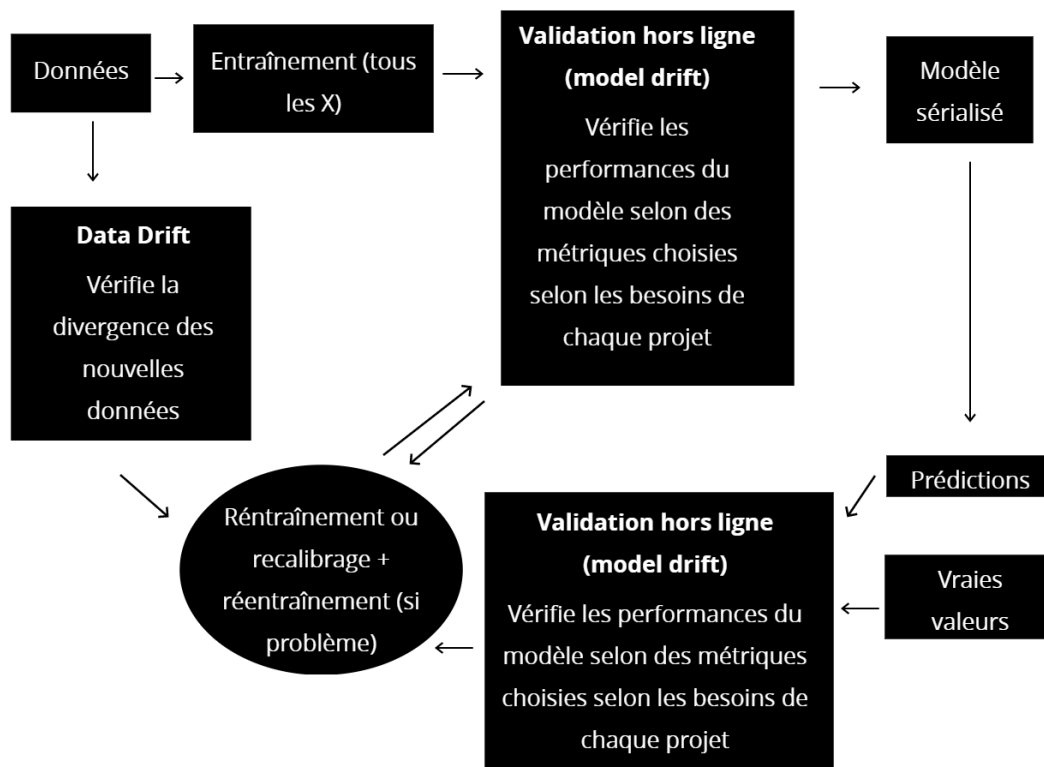 Données
Entraînement (tous
les X)
Validation hors ligne
(model drift)
Vérifie les
performances du
modèle selon des
métriques choisies
selon les besoins de
chaque projet
Modèle
sérialisé
Data Drift
Vérifie la
divergence des
nouvelles
données
Réntraînement ou
recalibrage +
réentraînement (si
problème)
Validation hors ligne
(model drift)
Vérifie les performances du
modèle selon des métriques
choisies selon les besoins de
chaque projet
Prédictions
Vraies
valeurs